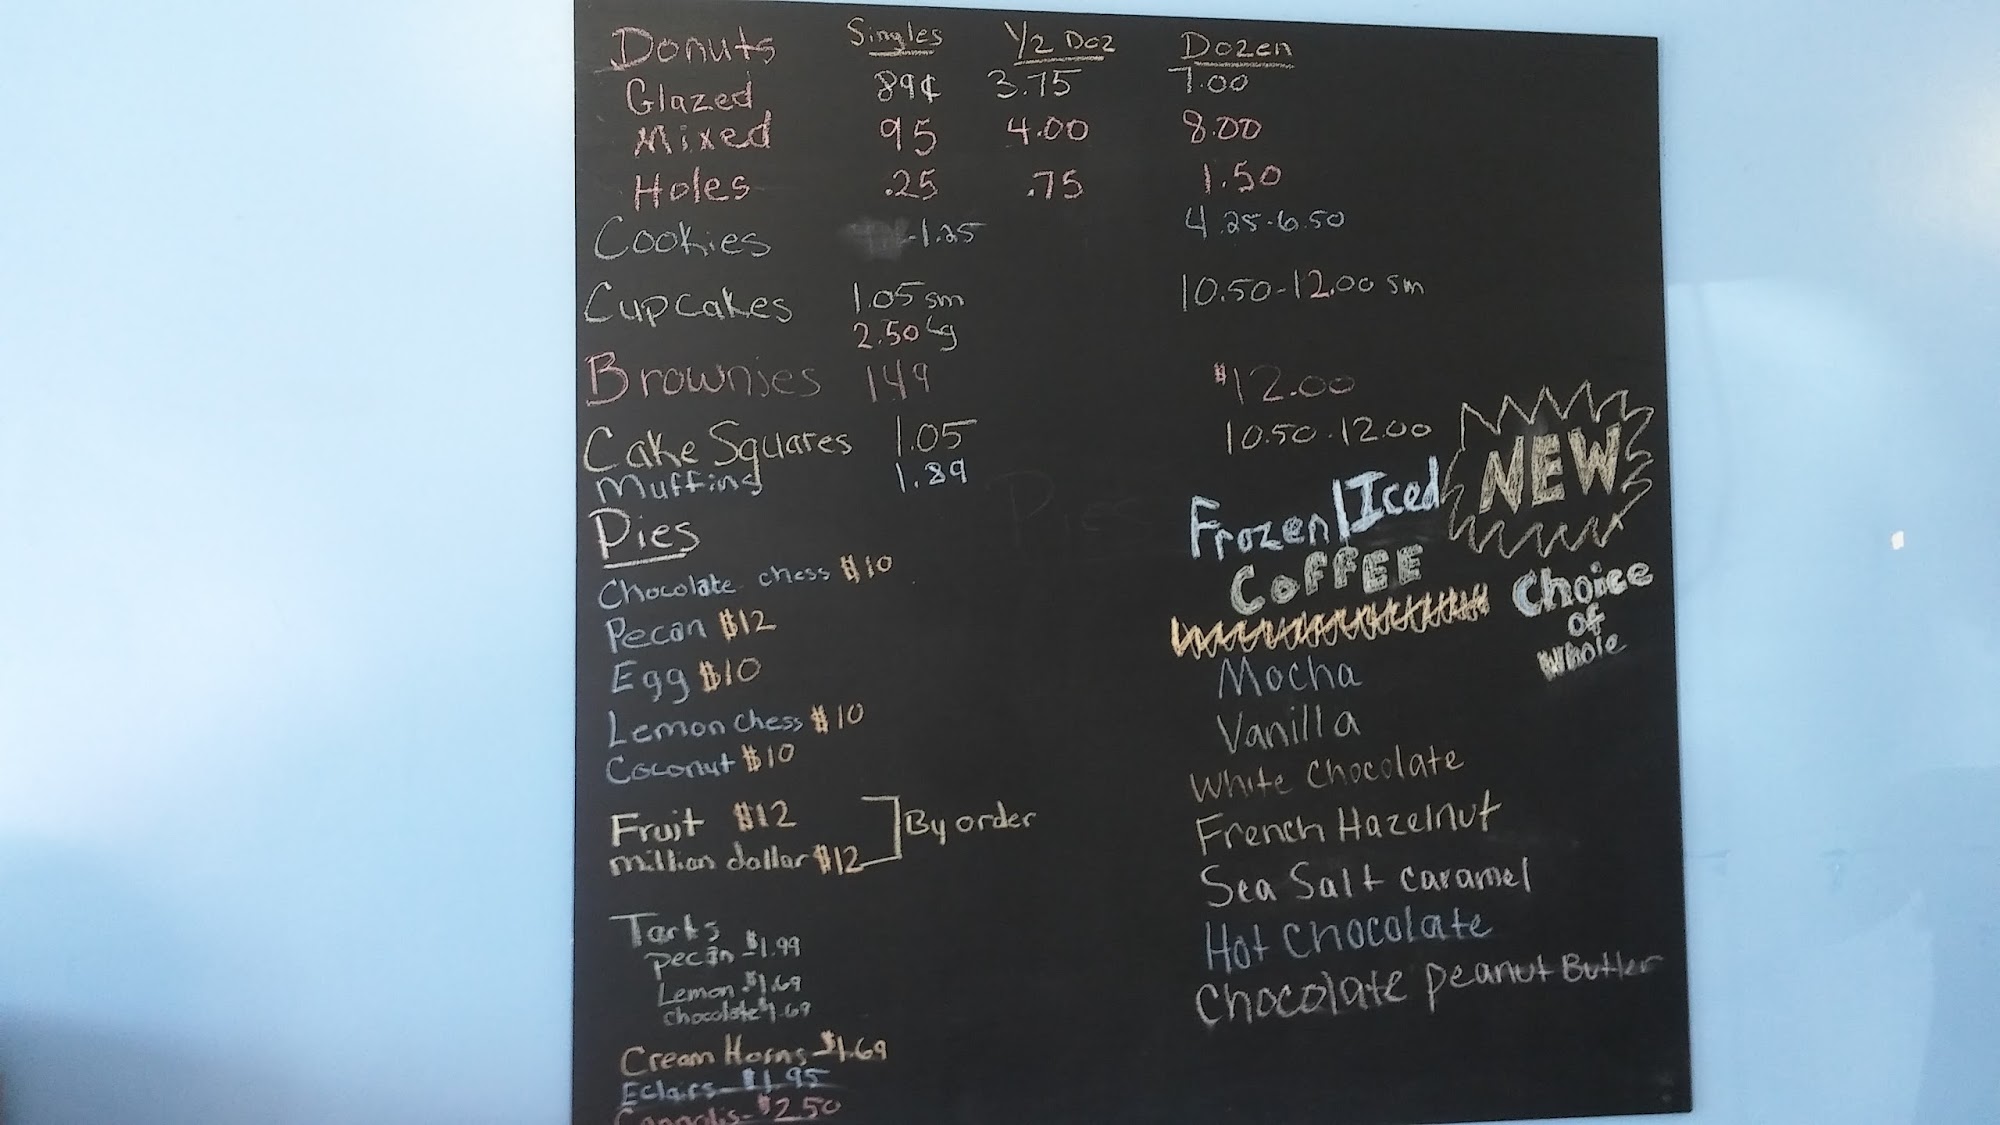 Donuts Singles 1/2 Doz Dozen
Glazed 89¢ 3.75 7.00
Mixed 95 4.00 8.00
Holes .25 .75 1.50
Cookies -1.25 4.25-6.50
Cupcakes 1.05 sm 10.50-12.00 sm
2.50 Lg
Brownies 149 $12.00
Cake Squares 1.05 10.50-12.00
Muffins 1.89
Pies
Pies
Chocolate chess $10
Pecan $12
Egg $10
Lemon chess $10
Coconut $10
Fruit $12
million dollar $12
By order
Tarts
pecan - $1.99
Lemon - $1.69
chocolate $1.69
Cream Horns - $1.69
Eclairs - $1.95
Cannolis - $2.50
Frozen/Iced
COFFEE
NEW
Choice
of
Whole
Mocha
Vanilla
White Chocolate
French Hazelnut
Sea Salt caramel
Hot Chocolate
Chocolate peanut Butter